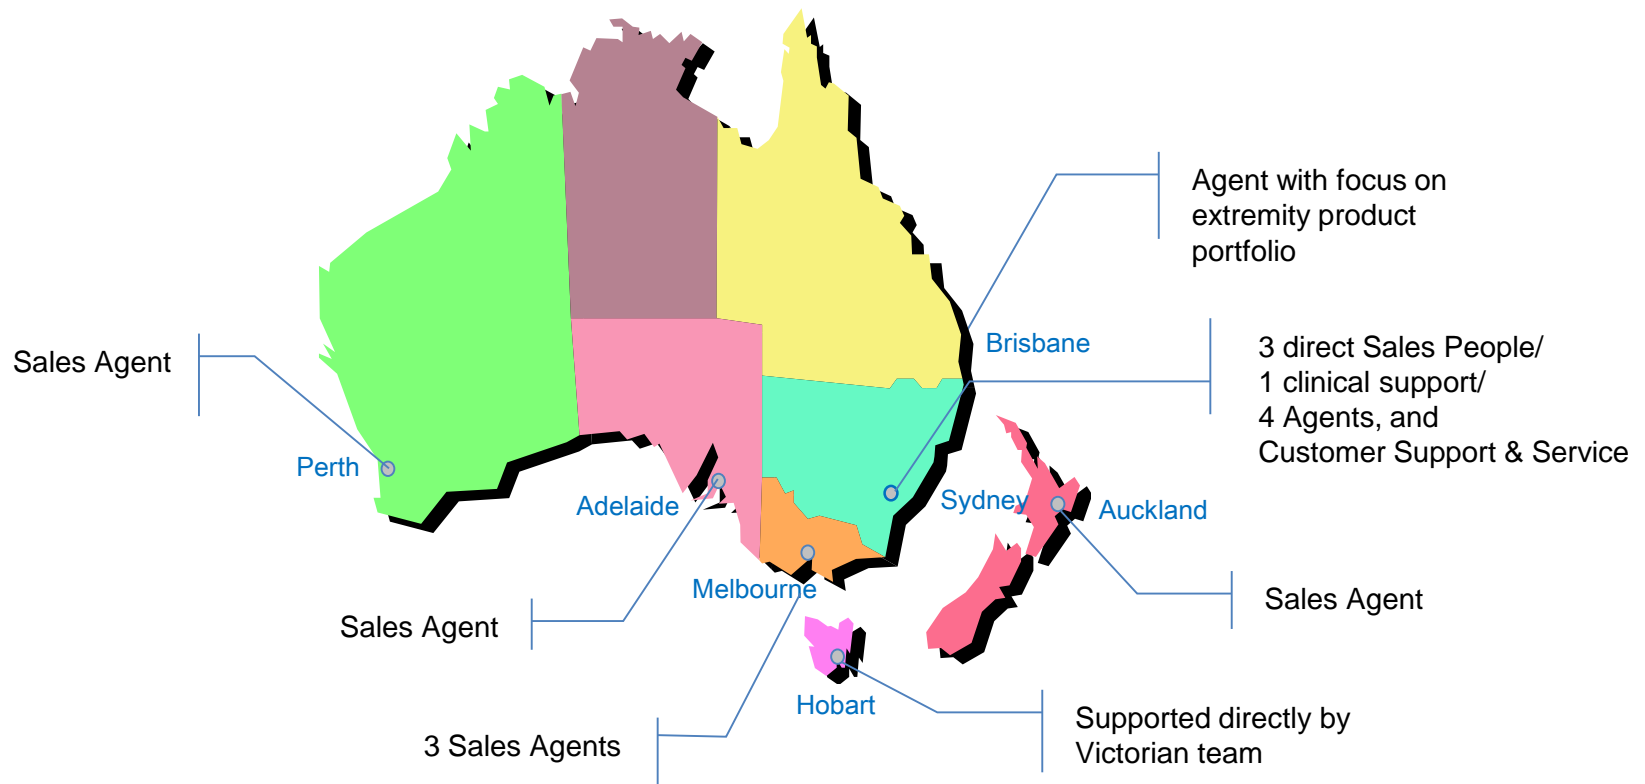 Agent with focus on
extremity product
portfolio
Brisbane
3 direct Sales People/
1 clinical support/
4 Agents, and
Customer Support & Service
Sales Agent
Perth
Adelaide
Sydney
Auckland
Melbourne
Sales Agent
Sales Agent
Hobart
3 Sales Agents
Supported directly by
Victorian team